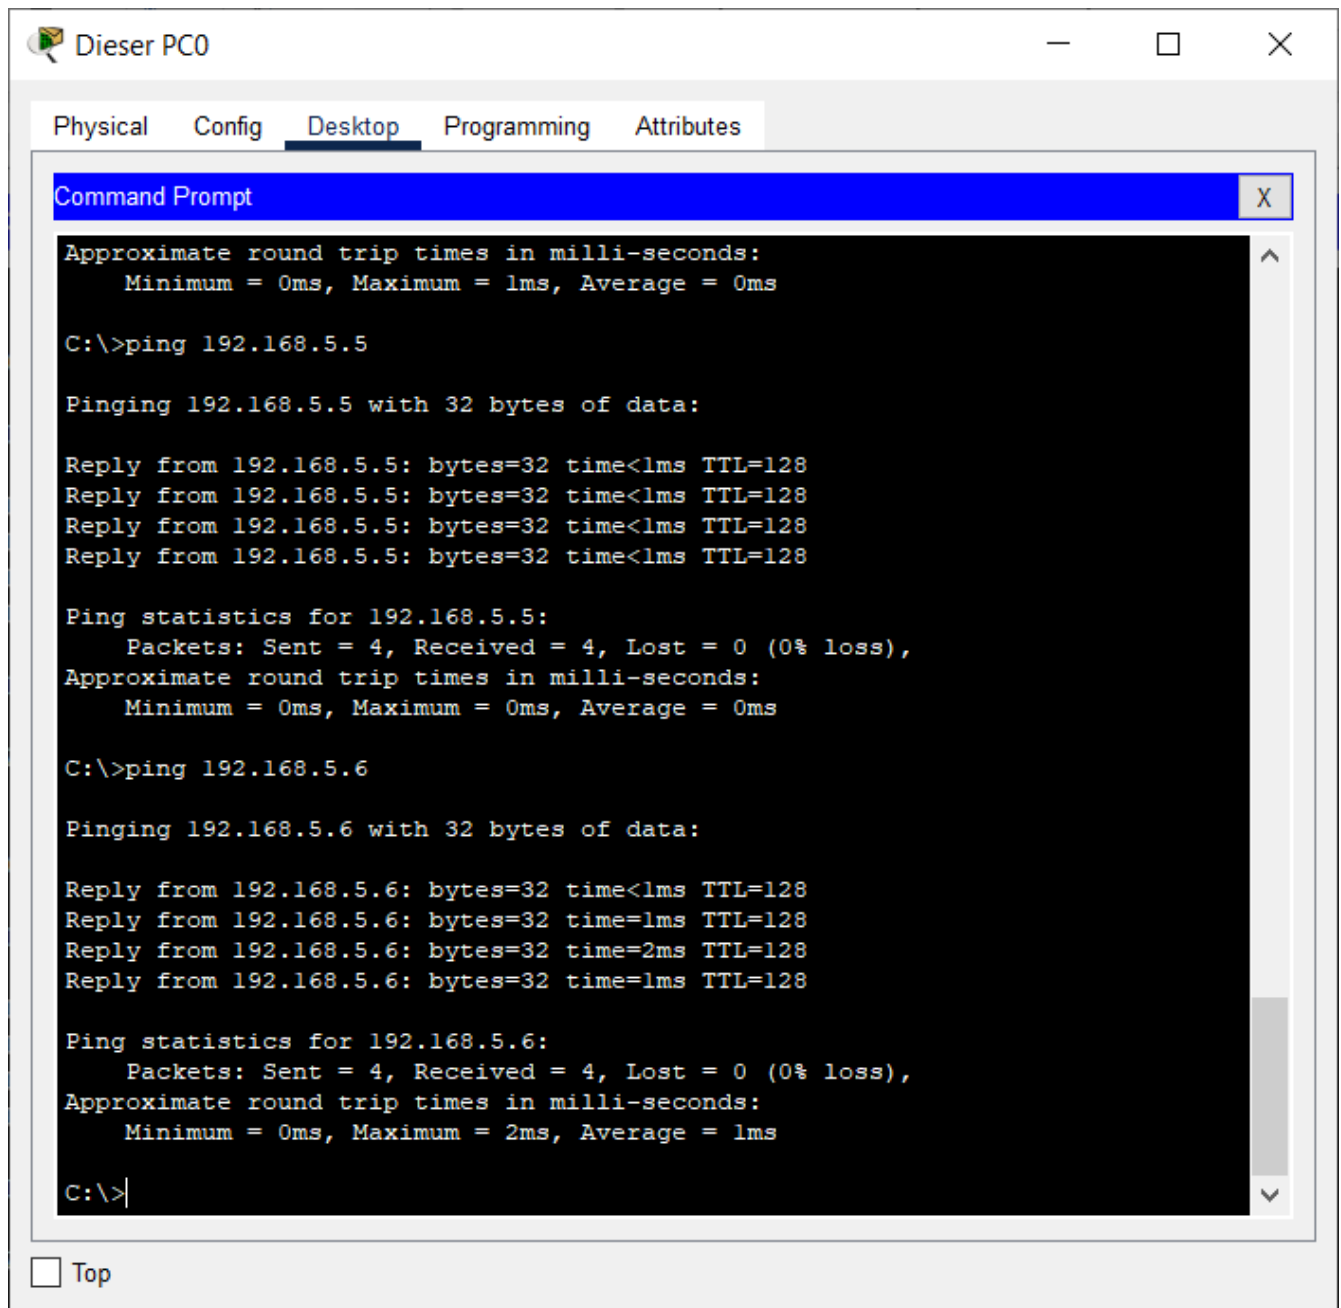 Dieser PC0
Physical Config Desktop Programming Attributes
Command Prompt X
Approximate round trip times in milli-seconds:
    Minimum = 0ms, Maximum = 1ms, Average = 0ms
C:\>ping 192.168.5.5
Pinging 192.168.5.5 with 32 bytes of data:
Reply from 192.168.5.5: bytes=32 time<1ms TTL=128
Reply from 192.168.5.5: bytes=32 time<1ms TTL=128
Reply from 192.168.5.5: bytes=32 time<1ms TTL=128
Reply from 192.168.5.5: bytes=32 time<1ms TTL=128
Ping statistics for 192.168.5.5:
    Packets: Sent = 4, Received = 4, Lost = 0 (0% loss),
Approximate round trip times in milli-seconds:
    Minimum = 0ms, Maximum = 0ms, Average = 0ms
C:\>ping 192.168.5.6
Pinging 192.168.5.6 with 32 bytes of data:
Reply from 192.168.5.6: bytes=32 time<1ms TTL=128
Reply from 192.168.5.6: bytes=32 time=1ms TTL=128
Reply from 192.168.5.6: bytes=32 time=2ms TTL=128
Reply from 192.168.5.6: bytes=32 time=1ms TTL=128
Ping statistics for 192.168.5.6:
    Packets: Sent = 4, Received = 4, Lost = 0 (0% loss),
Approximate round trip times in milli-seconds:
    Minimum = 0ms, Maximum = 2ms, Average = 1ms
C:\>
Top